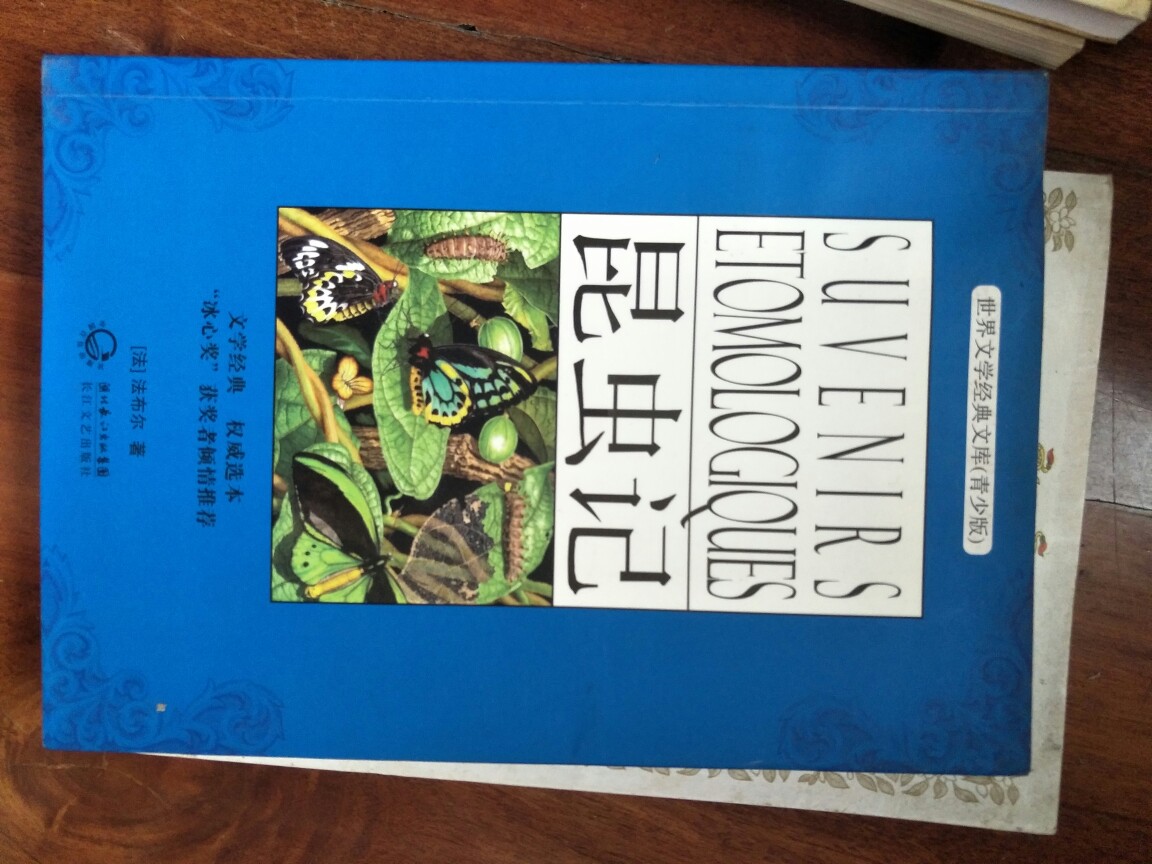 世界文学经典文库(青少版)
SUVENIRS
ETOMOLOGIQUES
昆虫记
文学经典 权威选本
“冰心奖”获奖者倾情推荐
[法]法布尔 著
长江文艺出版社